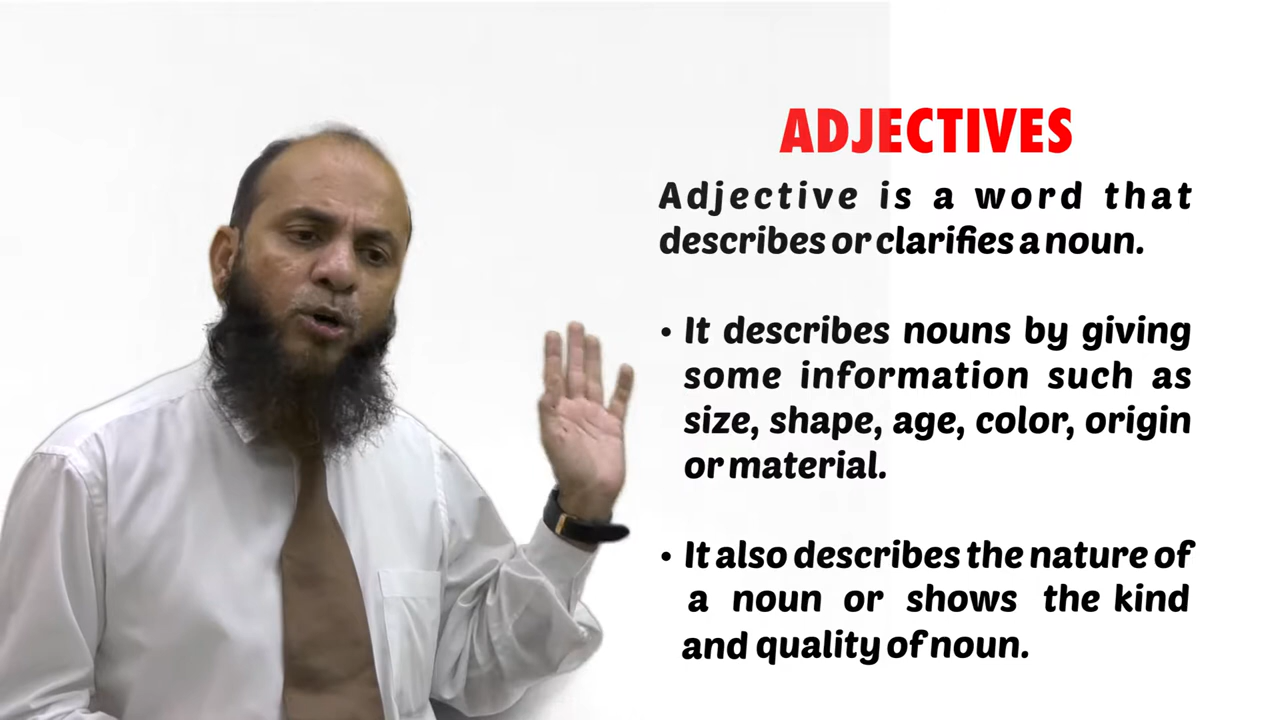 ADJECTIVES
Adjective is a word that
describes or clarifies a noun.
• It describes nouns by giving
some information such as
size, shape, age, color, origin
or material.
• It also describes the nature of
a noun or shows the kind
and quality of noun.